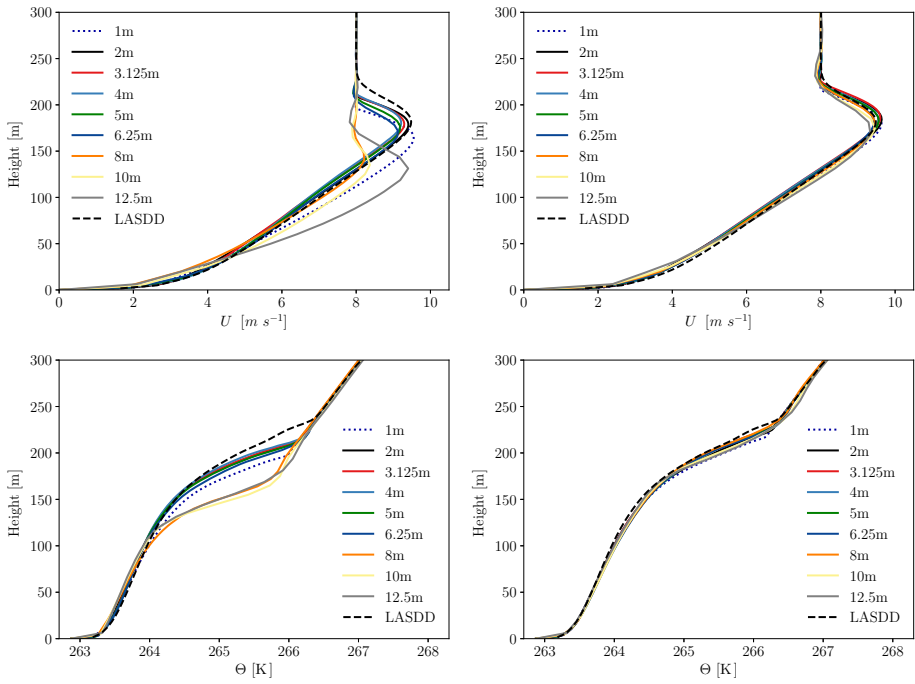 300
250
200
150
100
50
0
Height [m]
0 2 4 6 8 10
U [m s⁻¹]
1m
2m
3.125m
4m
5m
6.25m
8m
10m
12.5m
LASDD
300
250
200
150
100
50
0
Height [m]
0 2 4 6 8 10
U [m s⁻¹]
1m
2m
3.125m
4m
5m
6.25m
8m
10m
12.5m
LASDD
300
250
200
150
100
50
0
Height [m]
263 264 265 266 267 268
Θ [K]
1m
2m
3.125m
4m
5m
6.25m
8m
10m
12.5m
LASDD
300
250
200
150
100
50
0
Height [m]
263 264 265 266 267 268
Θ [K]
1m
2m
3.125m
4m
5m
6.25m
8m
10m
12.5m
LASDD